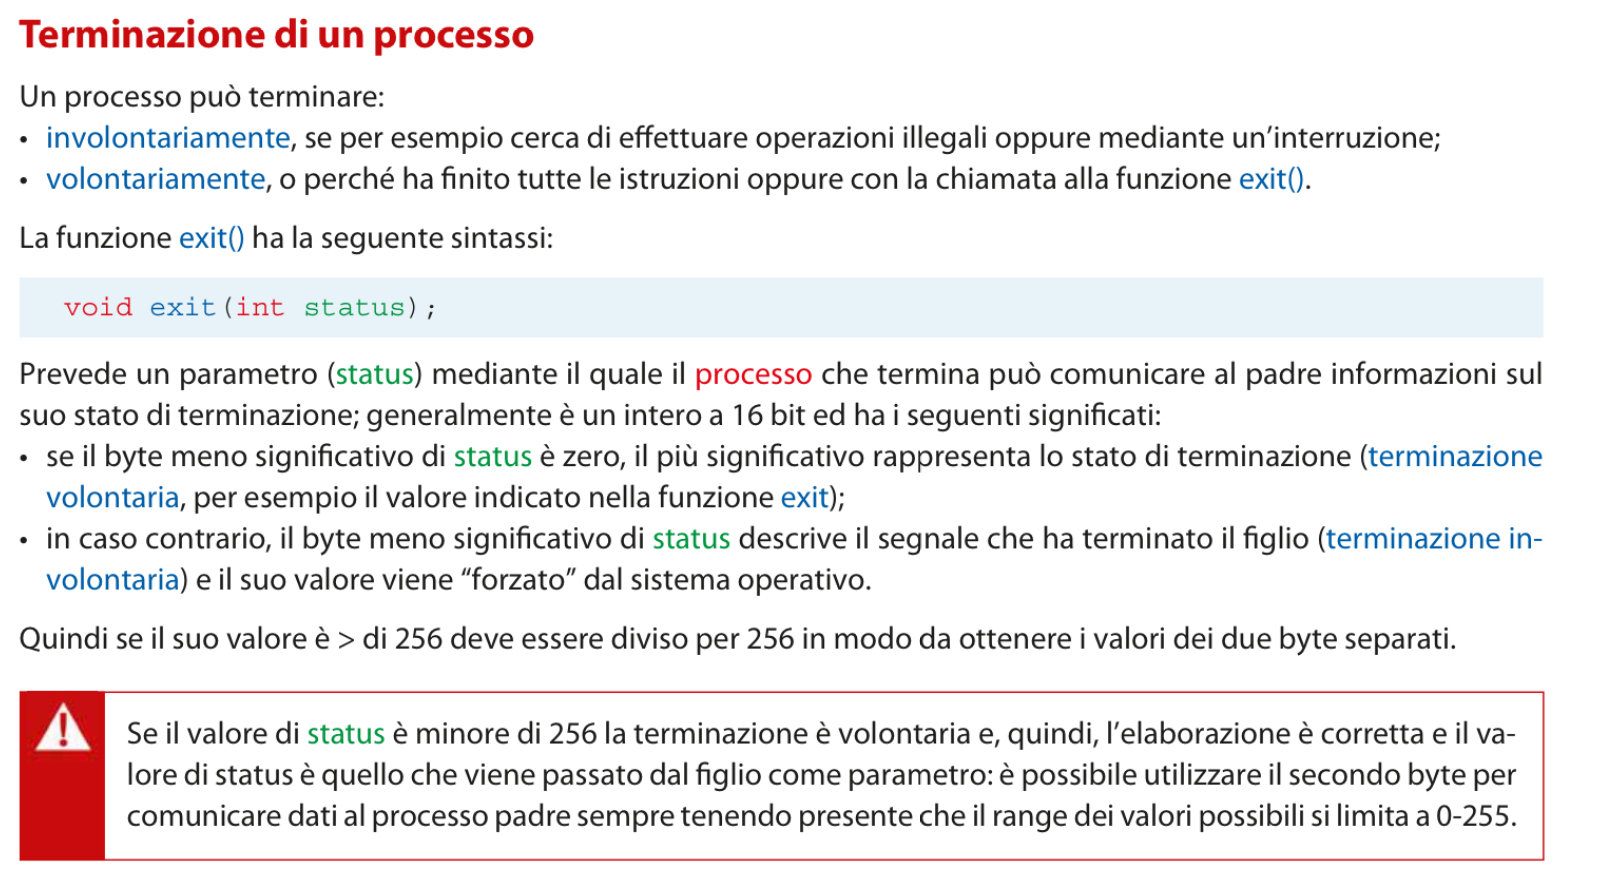 Terminazione di un processo
Un processo può terminare:
• involontariamente, se per esempio cerca di effettuare operazioni illegali oppure mediante un’interruzione;
• volontariamente, o perché ha finito tutte le istruzioni oppure con la chiamata alla funzione exit().
La funzione exit() ha la seguente sintassi:
void exit(int status);
Prevede un parametro (status) mediante il quale il processo che termina può comunicare al padre informazioni sul
suo stato di terminazione; generalmente è un intero a 16 bit ed ha i seguenti significati:
• se il byte meno significativo di status è zero, il più significativo rappresenta lo stato di terminazione (terminazione
volontaria, per esempio il valore indicato nella funzione exit);
• in caso contrario, il byte meno significativo di status descrive il segnale che ha terminato il figlio (terminazione in-
volontaria) e il suo valore viene “forzato” dal sistema operativo.
Quindi se il suo valore è > di 256 deve essere diviso per 256 in modo da ottenere i valori dei due byte separati.
Se il valore di status è minore di 256 la terminazione è volontaria e, quindi, l’elaborazione è corretta e il va-
lore di status è quello che viene passato dal figlio come parametro: è possibile utilizzare il secondo byte per
comunicare dati al processo padre sempre tenendo presente che il range dei valori possibili si limita a 0-255.